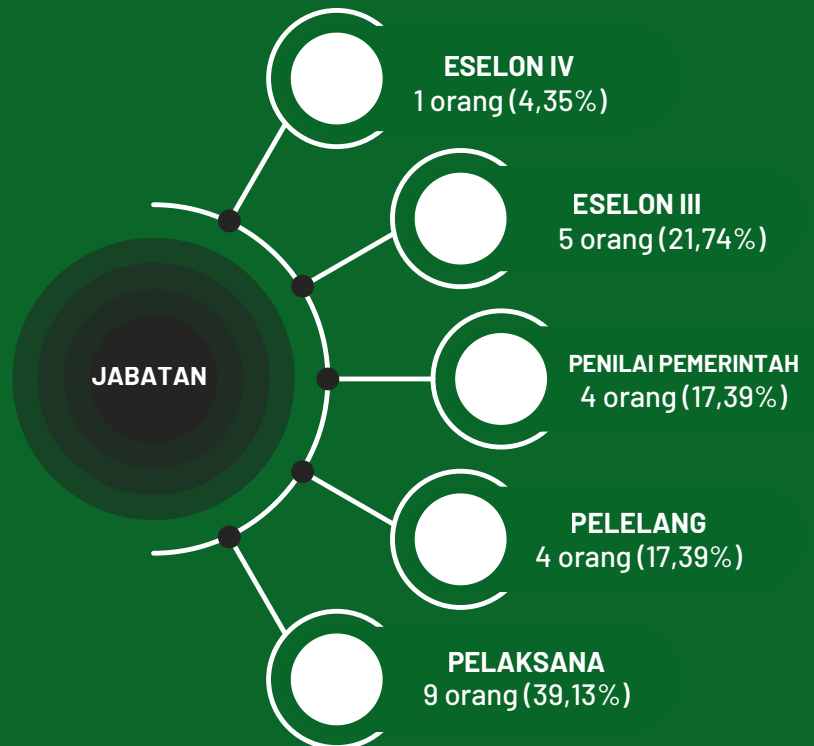 ESELON IV
1 orang (4,35%)
ESELON III
5 orang (21,74%)
JABATAN
PENILAI PEMERINTAH
4 orang (17,39%)
PELELANG
4 orang (17,39%)
PELAKSANA
9 orang (39,13%)